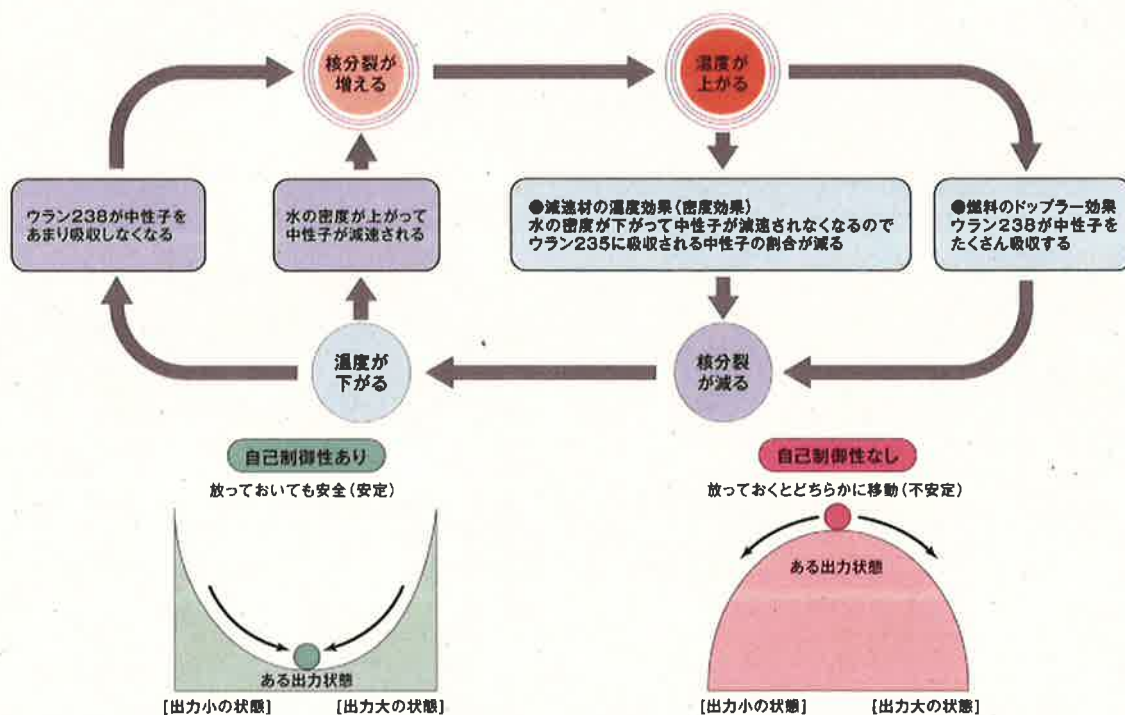 核分裂が
増える
温度が
上がる
ウラン238が中性子を
あまり吸収しなくなる
水の密度が上がって
中性子が減速される
●減速材の温度効果(密度効果)
水の密度が下がって中性子が減速されなくなるので
ウラン235に吸収される中性子の割合が減る
●燃料のドップラー効果
ウラン238が中性子を
たくさん吸収する
温度が
下がる
核分裂
が減る
自己制御性あり
放っておいても安全(安定)
ある出力状態
[出力小の状態]
[出力大の状態]
自己制御性なし
放っておくとどちらかに移動(不安定)
ある出力状態
[出力小の状態]
[出力大の状態]